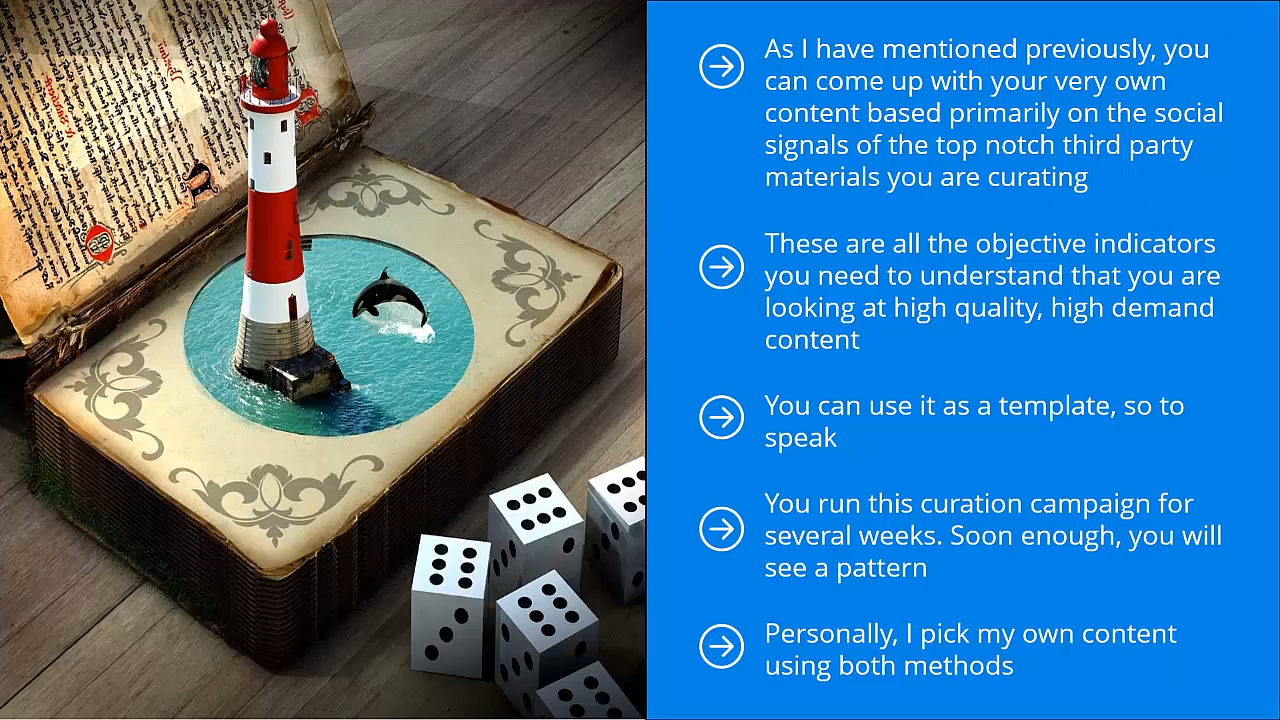 As I have mentioned previously, you
can come up with your very own
content based primarily on the social
signals of the top notch third party
materials you are curating
These are all the objective indicators
you need to understand that you are
looking at high quality, high demand
content
You can use it as a template, so to
speak
You run this curation campaign for
several weeks. Soon enough, you will
see a pattern
Personally, I pick my own content
using both methods